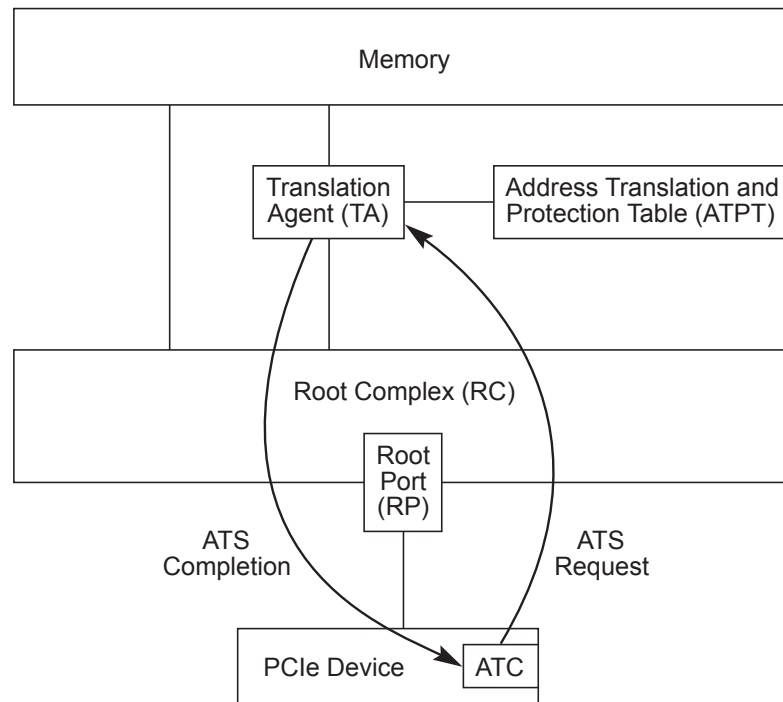 Memory
Translation
Agent (TA)
Address Translation and
Protection Table (ATPT)
Root Complex (RC)
Root
Port
(RP)
ATS
Completion
ATS
Request
PCIe Device
ATC